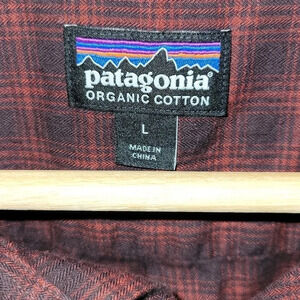 patagonia®
ORGANIC COTTON
L
MADE IN
CHINA